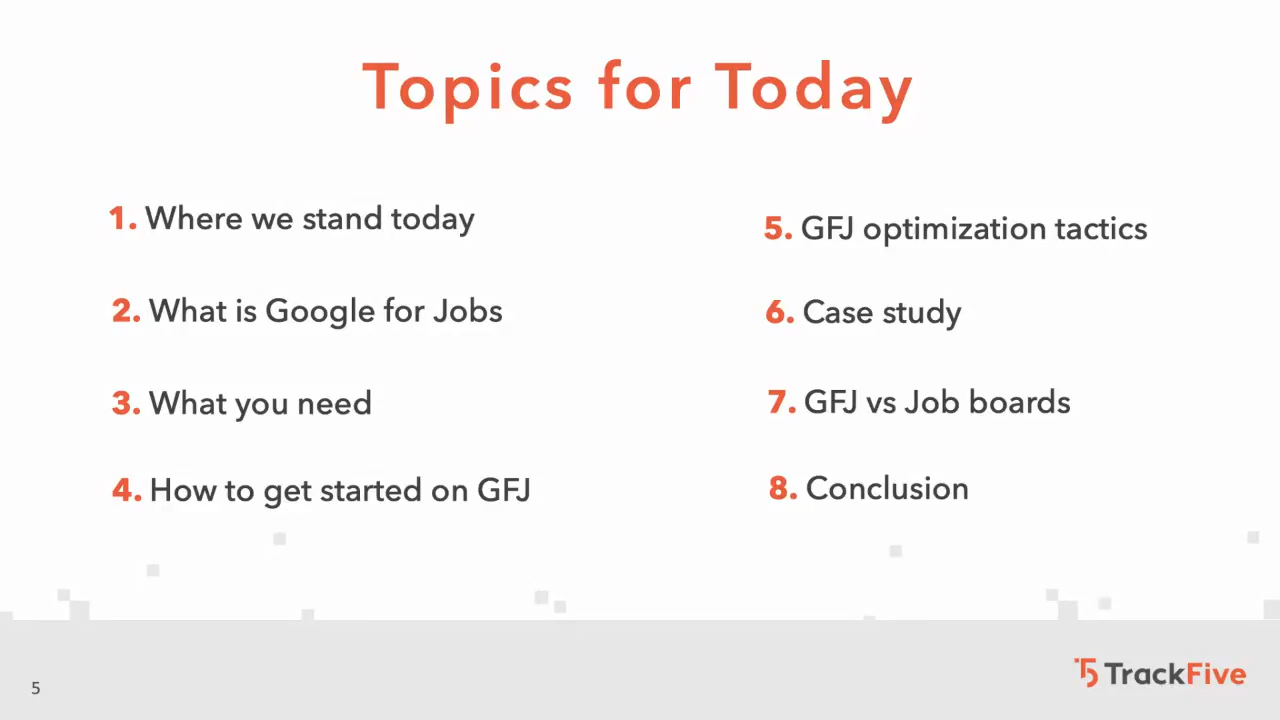 Topics for Today
1. Where we stand today
2. What is Google for Jobs
3. What you need
4. How to get started on GFJ
5. GFJ optimization tactics
6. Case study
7. GFJ vs Job boards
8. Conclusion
5
TrackFive